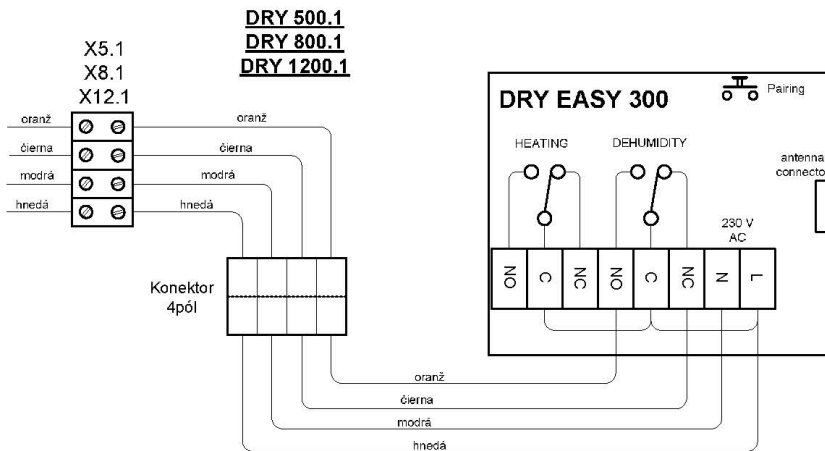 DRY 500.1
DRY 800.1
DRY 1200.1
X5.1
X8.1
X12.1
oranž
oranž
čierna
čierna
modrá
modrá
hnedá
hnedá
Konektor
4pól
DRY EASY 300
Pairing
HEATING
DEHUMIDITY
antenna
connecto
230 V
AC
NO
C
NC
NO
C
NC
N
L
oranž
čierna
modrá
hnedá